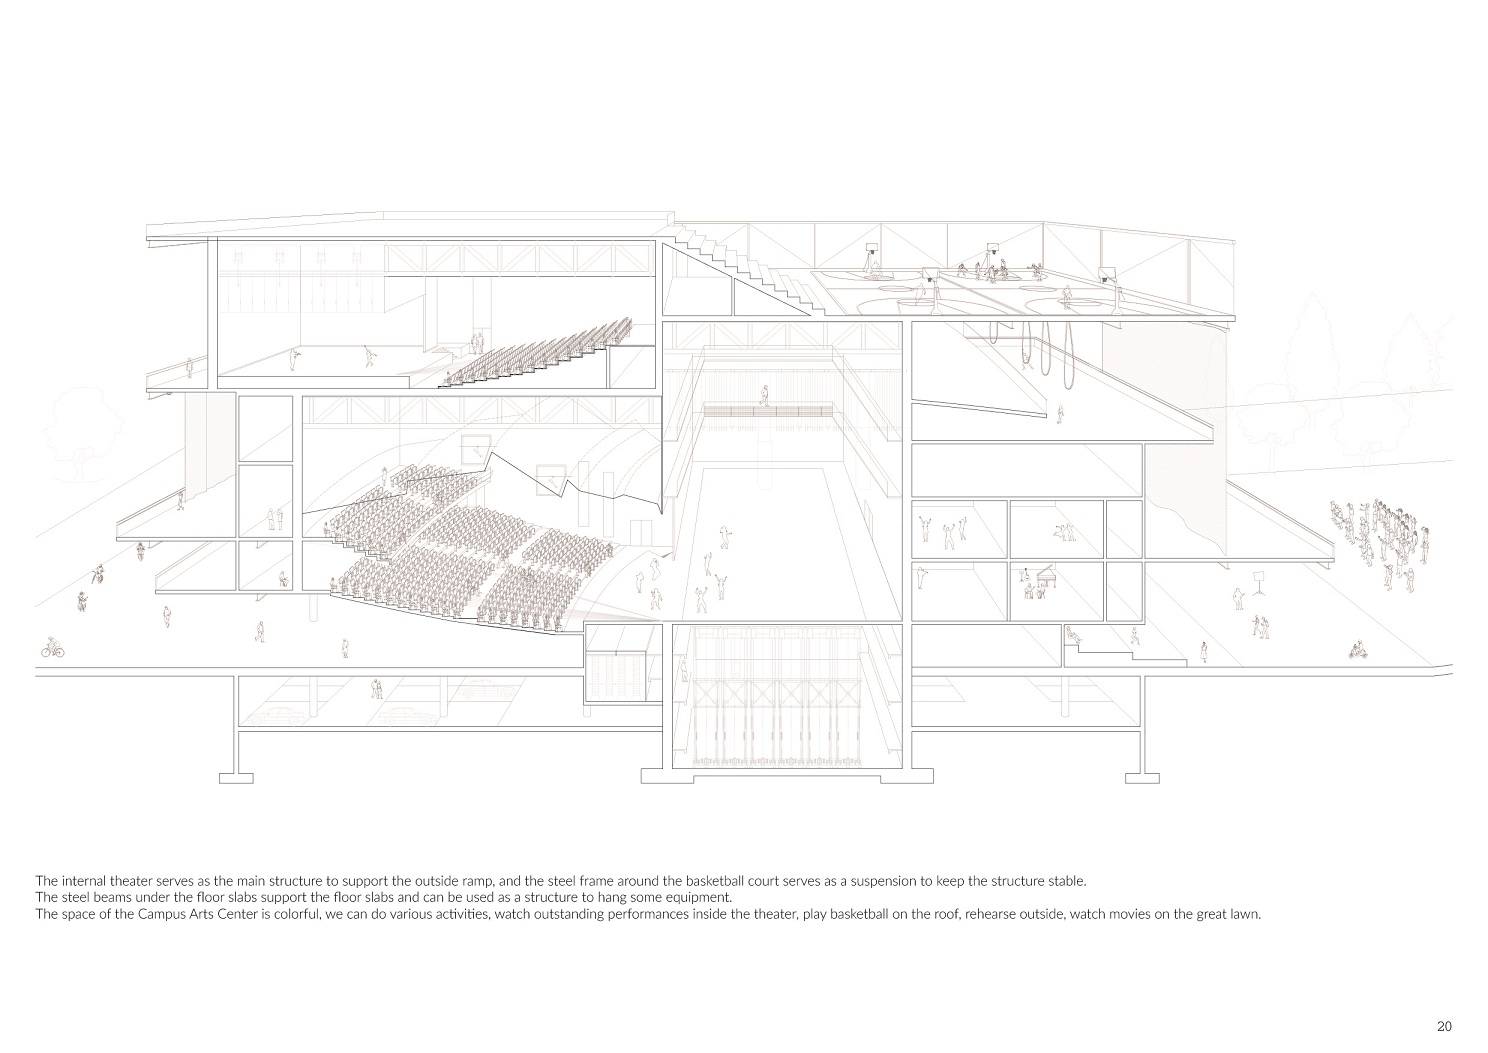 The internal theater serves as the main structure to support the outside ramp, and the steel frame around the basketball court serves as a suspension to keep the structure stable.
The steel beams under the floor slabs support the floor slabs and can be used as a structure to hang some equipment.
The space of the Campus Arts Center is colorful, we can do various activities, watch outstanding performances inside the theater, play basketball on the roof, rehearse outside, watch movies on the great lawn.
20